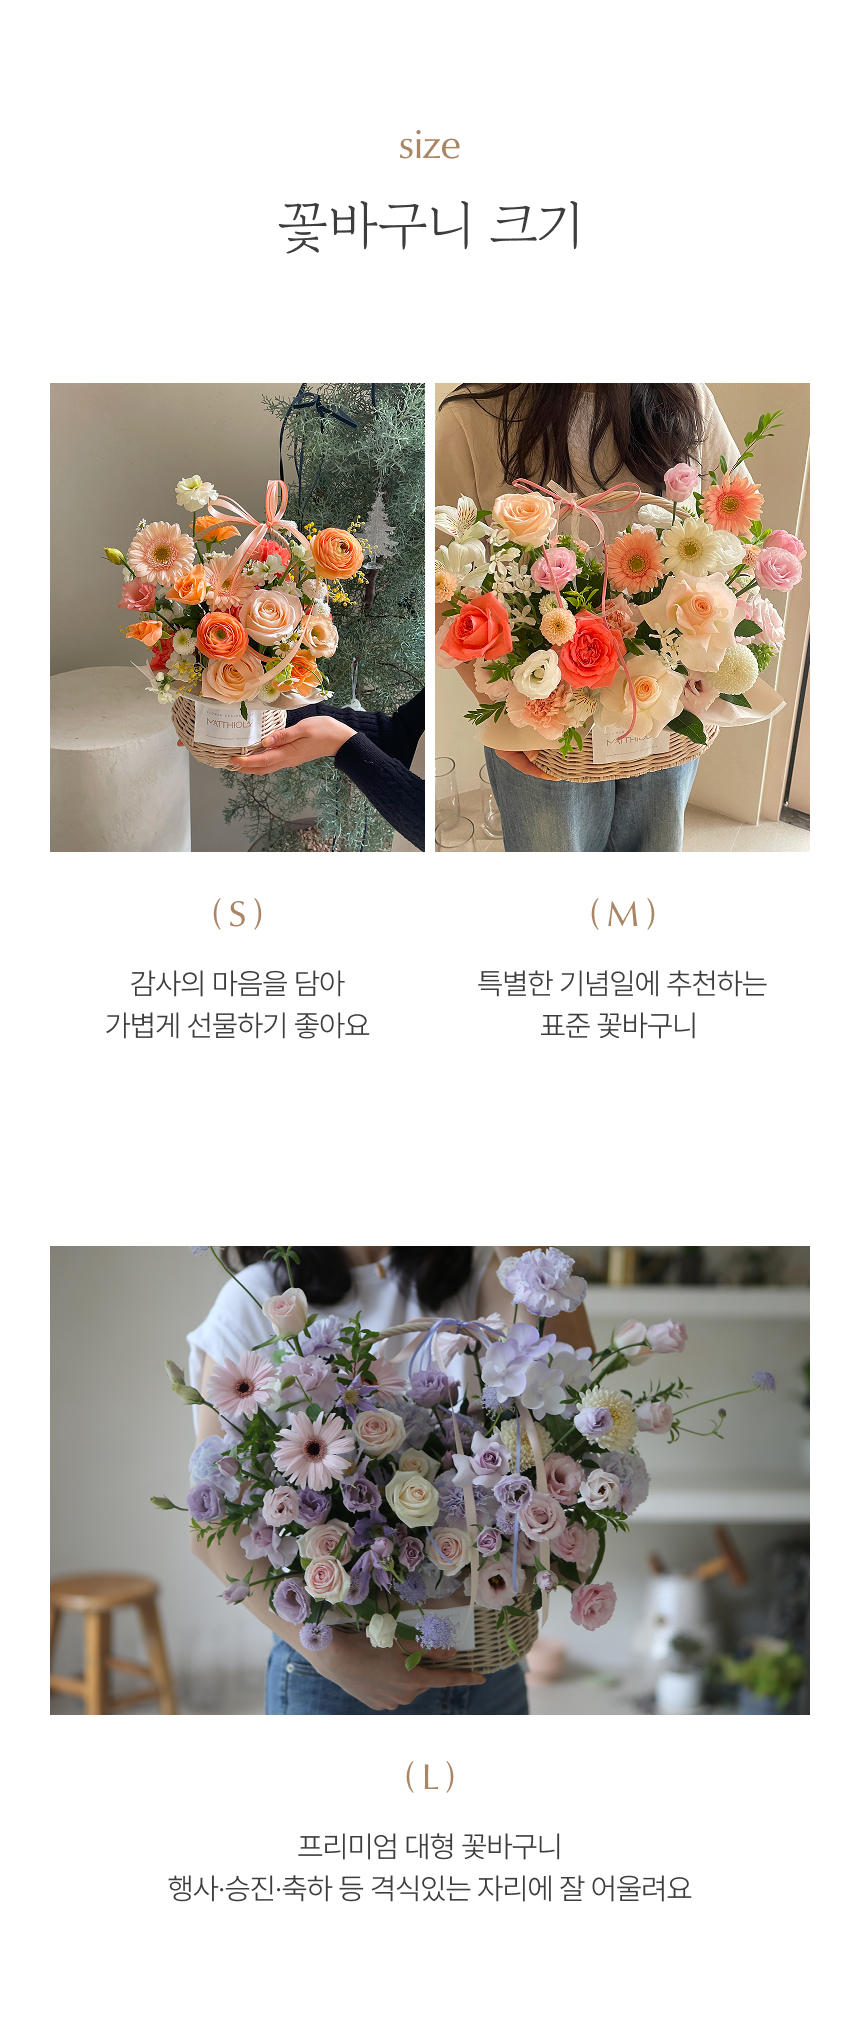 size
꽃바구니 크기
MATTHIOLA
MATTHIOLA
(S)
감사의 마음을 담아
가볍게 선물하기 좋아요
(M)
특별한 기념일에 추천하는
표준 꽃바구니
(L)
프리미엄 대형 꽃바구니
행사·승진·축하 등 격식있는 자리에 잘 어울려요